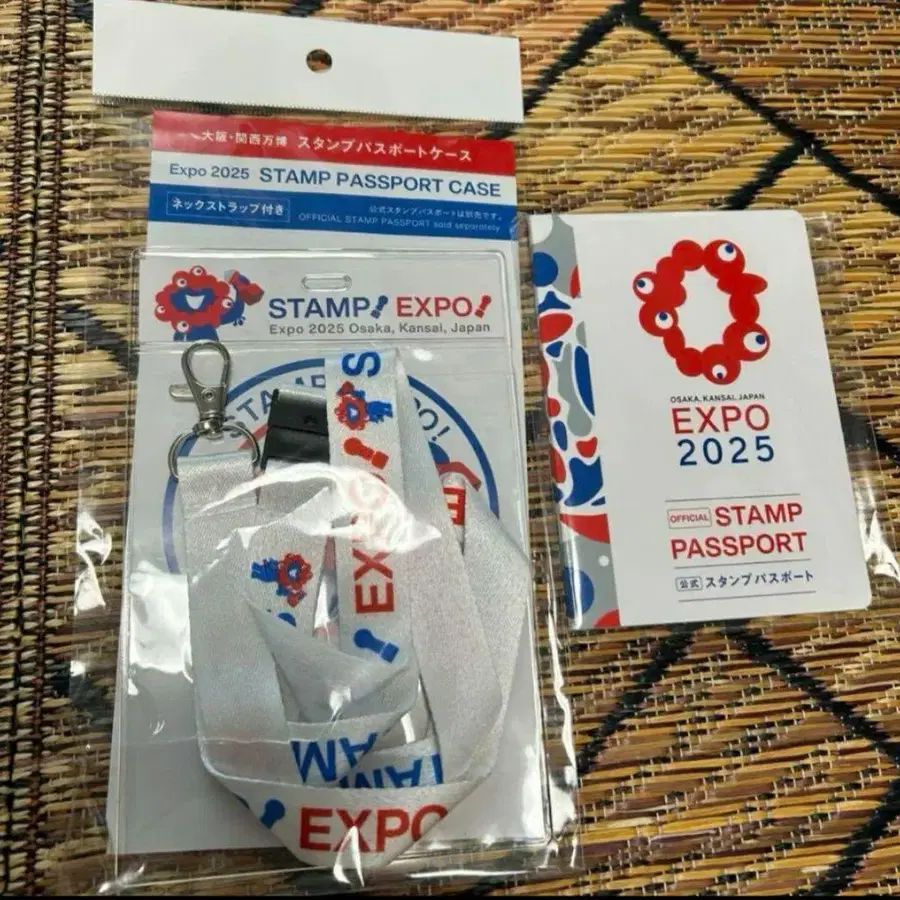 大阪・関西万博 スタンプパスポートケース
Expo 2025 STAMP PASSPORT CASE
ネックストラップ付き
公式スタンプパスポートは別売です。
OFFICIAL STAMP PASSPORT sold separately
STAMP! EXPO!
Expo 2025 Osaka, Kansai, Japan
STAMP EXPO!
S
EXPO!
TAM
AM
EXPO
OSAKA, KANSAI, JAPAN
EXPO
2025
OFFICIAL STAMP
PASSPORT
公式 スタンプパスポート